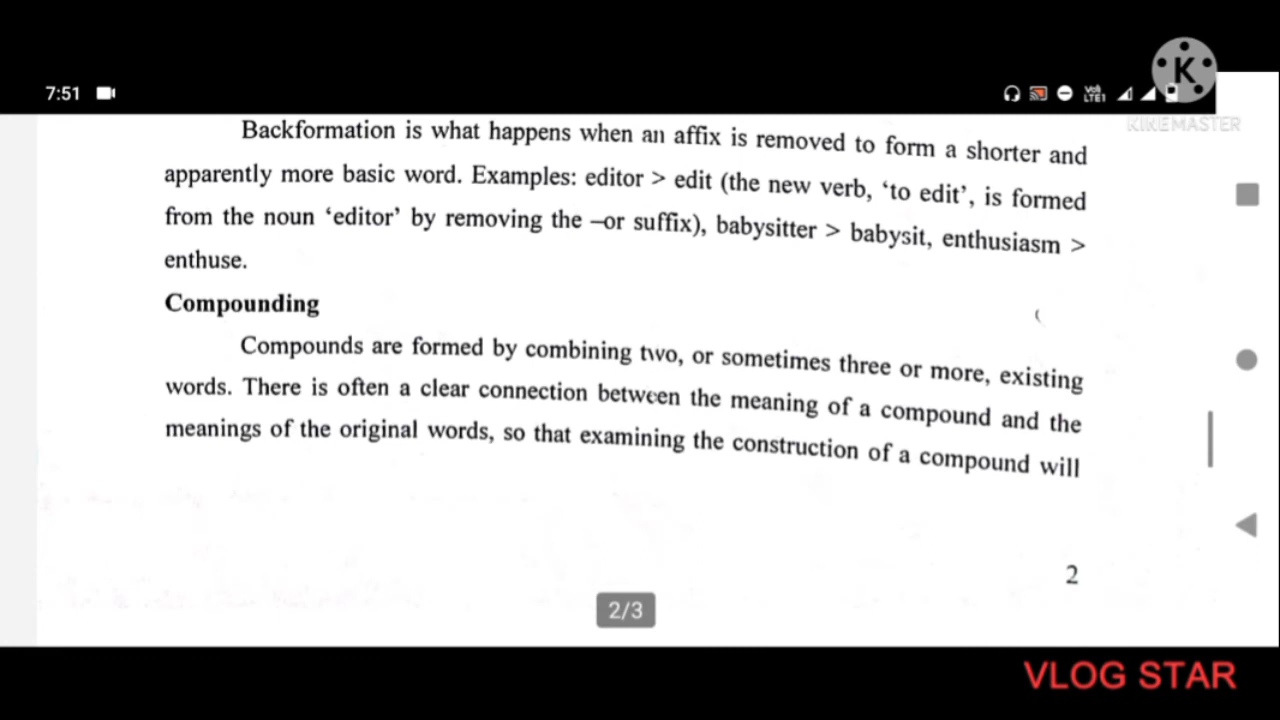 7:51
Vo) LTE1
K
KINEMASTER
Backformation is what happens when an affix is removed to form a shorter and
apparently more basic word. Examples: editor > edit (the new verb, ‘to edit’, is formed
from the noun ‘editor’ by removing the –or suffix), babysitter > babysit, enthusiasm >
enthuse.
Compounding
Compounds are formed by combining two, or sometimes three or more, existing
words. There is often a clear connection between the meaning of a compound and the
meanings of the original words, so that examining the construction of a compound will
2
2/3
VLOG STAR